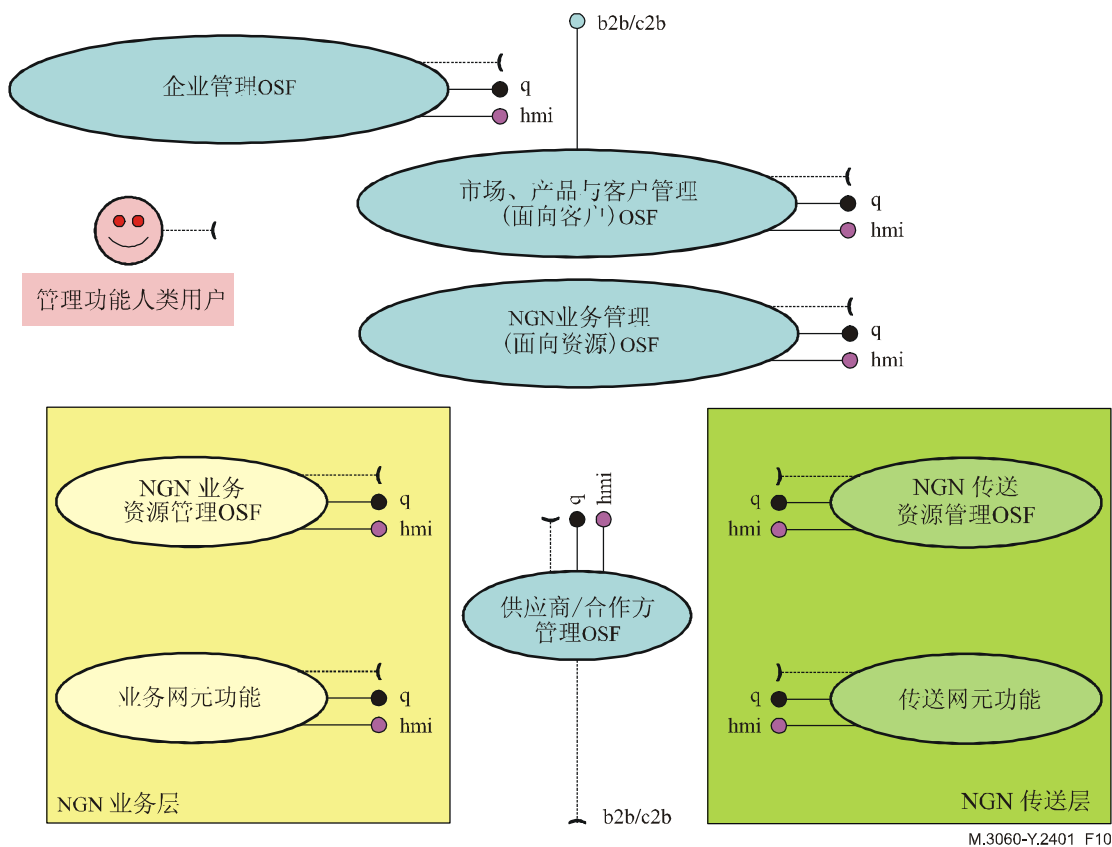 b2b/c2b
企业管理OSF
q
hmi
市场、产品与客户管理
(面向客户)OSF
q
hmi
管理功能人类用户
NGN业务管理
(面向资源)OSF
q
hmi
NGN 业务
资源管理OSF
q
hmi
q
hmi
NGN 传送
资源管理OSF
q
hmi
供应商/合作方
管理OSF
业务网元功能
q
hmi
传送网元功能
q
hmi
NGN 业务层
b2b/c2b
NGN 传送层
M.3060-Y.2401_F10